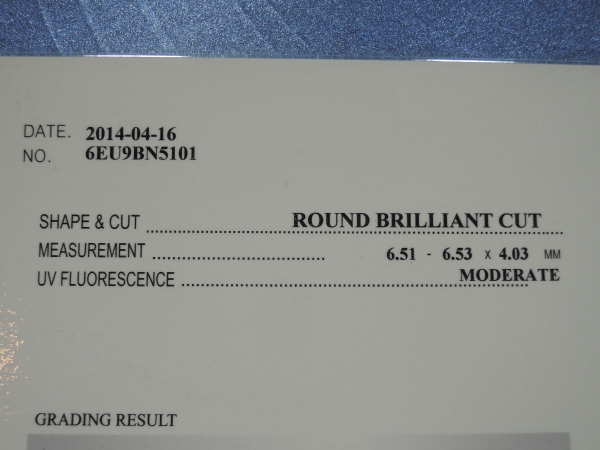 DATE. 2014-04-16
NO. 6EU9BN5101
SHAPE & CUT ROUND BRILLIANT CUT
MEASUREMENT 6.51 - 6.53 x 4.03 MM
UV FLUORESCENCE MODERATE
GRADING RESULT